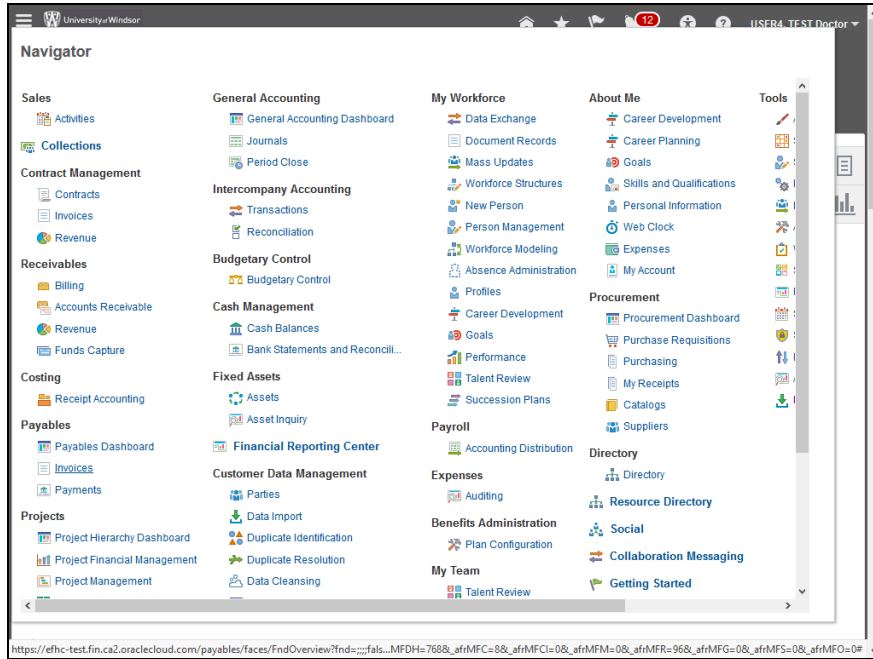 University of Windsor
12
USER4, TEST Doctor
Navigator
Sales
Activities
Collections
Contract Management
Contracts
Invoices
Revenue
Receivables
Billing
Accounts Receivable
Revenue
Funds Capture
Costing
Receipt Accounting
Payables
Payables Dashboard
Invoices
Payments
Projects
Project Hierarchy Dashboard
Project Financial Management
Project Management
General Accounting
General Accounting Dashboard
Journals
Period Close
Intercompany Accounting
Transactions
Reconciliation
Budgetary Control
Budgetary Control
Cash Management
Cash Balances
Bank Statements and Reconcili...
Fixed Assets
Assets
Asset Inquiry
Financial Reporting Center
Customer Data Management
Parties
Data Import
Duplicate Identification
Duplicate Resolution
Data Cleansing
My Workforce
Data Exchange
Document Records
Mass Updates
Workforce Structures
New Person
Person Management
Workforce Modeling
Absence Administration
Profiles
Career Development
Goals
Performance
Talent Review
Succession Plans
Payroll
Accounting Distribution
Expenses
Auditing
Benefits Administration
Plan Configuration
My Team
Talent Review
About Me
Career Development
Career Planning
Goals
Skills and Qualifications
Personal Information
Web Clock
Expenses
My Account
Procurement
Procurement Dashboard
Purchase Requisitions
Purchasing
My Receipts
Catalogs
Suppliers
Directory
Directory
Resource Directory
Social
Collaboration Messaging
Getting Started
Tools
https://efhc-test.fin.ca2.oraclecloud.com/payables/faces/FndOverview?fnd=;;;;fals...MFDH=768&_afrMFC=8&_afrMFCI=0&_afrMFM=0&_afrMFR=96&_afrMFG=0&_afrMFS=0&_afrMFO=0#